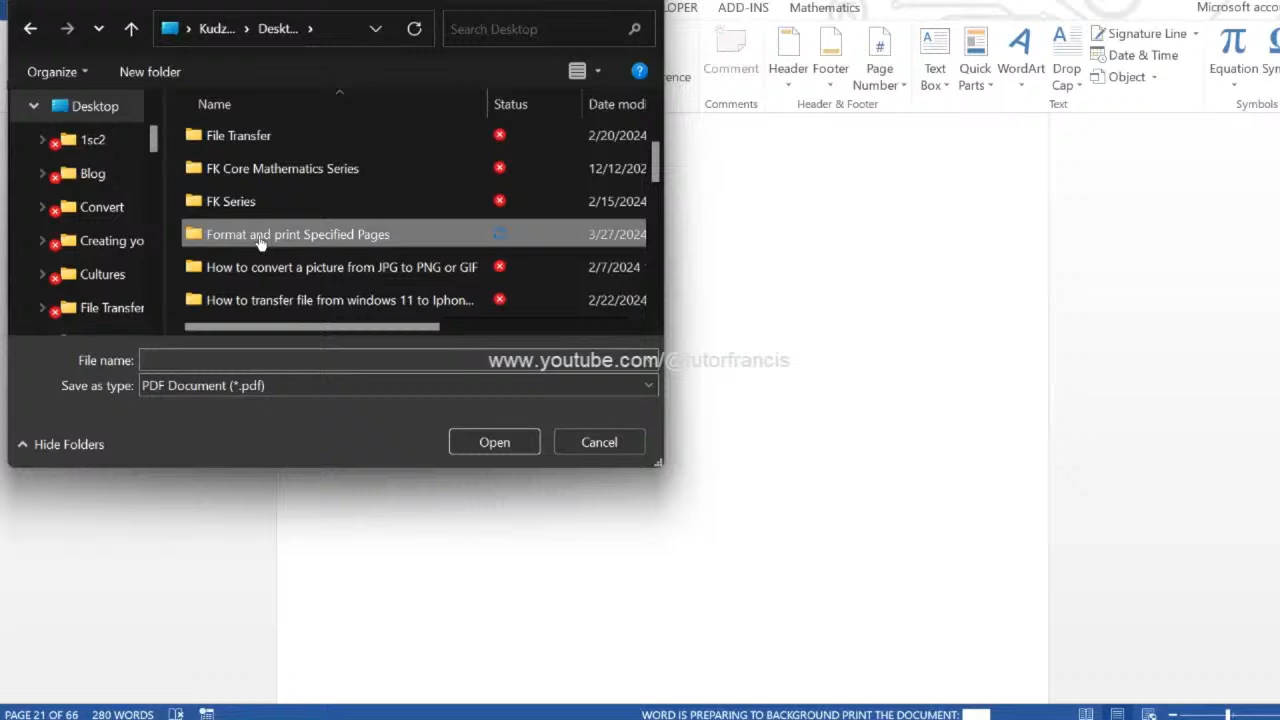 OPER ADD-INS Mathematics Microsoft acco
Kudz... Deskt... Search Desktop
Organize New folder ?
Desktop
1sc2
Blog
Convert
Creating yo
Cultures
File Transfer
Name Status Date modi
File Transfer 2/20/2024
FK Core Mathematics Series 12/12/202
FK Series 2/15/2024
Format and print Specified Pages 3/27/2024
How to convert a picture from JPG to PNG or GIF 2/7/2024
How to transfer file from windows 11 to Iphon... 2/22/2024
File name:
Save as type: PDF Document (*.pdf)
Hide Folders Open Cancel
www.youtube.com/@tutorfrancis
rence
Comment
Comments
Header Footer Page Number
Header & Footer
Text Box
Quick Parts
WordArt
Drop Cap
Signature Line
Date & Time
Object
Text
Equation Sy
Symbols
PAGE 21 OF 66 280 WORDS WORD IS PREPARING TO BACKGROUND PRINT THE DOCUMENT: